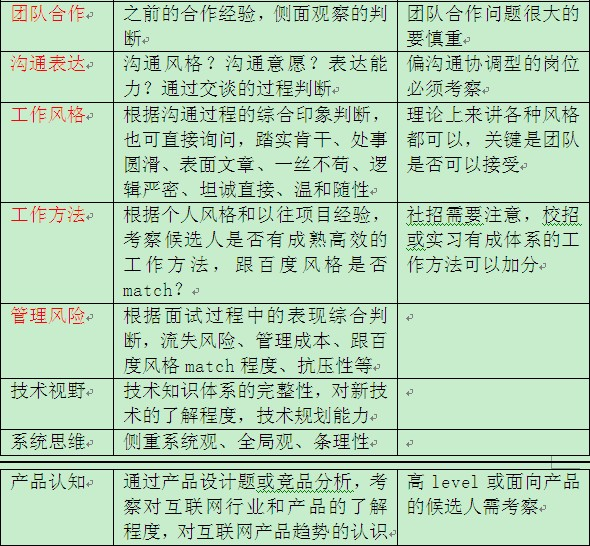 团队合作 之前的合作经验，侧面观察的判 团队合作问题很大的
断 要慎重
沟通表达 沟通风格？沟通意愿？表达能 偏沟通协调型的岗位
力？通过交谈的过程判断 必须考察
工作风格 根据沟通过程的综合印象判断， 理论上来讲各种风格
也可直接询问，踏实肯干、处事 都可以，关键是团队
圆滑、表面文章、一丝不苟、逻 是否可以接受
辑严密、坦诚直接、温和随性
工作方法 根据个人风格和以往项目经验， 社招需要注意，校招
考察候选人是否有成熟高效的 或实习有成体系的工
工作方法，跟百度风格是否 作方法可以加分
match？
管理风险 根据面试过程中的表现综合判
断，流失风险、管理成本、跟百
度风格 match 程度、抗压性等
技术视野 技术知识体系的完整性，对新技
术的了解程度，技术规划能力
系统思维 侧重系统观、全局观、条理性
产品认知 通过产品设计题或竞品分析，考 高 level 或面向产品
察对互联网行业和产品的了解 的候选人需考察
程度，对互联网产品趋势的认识